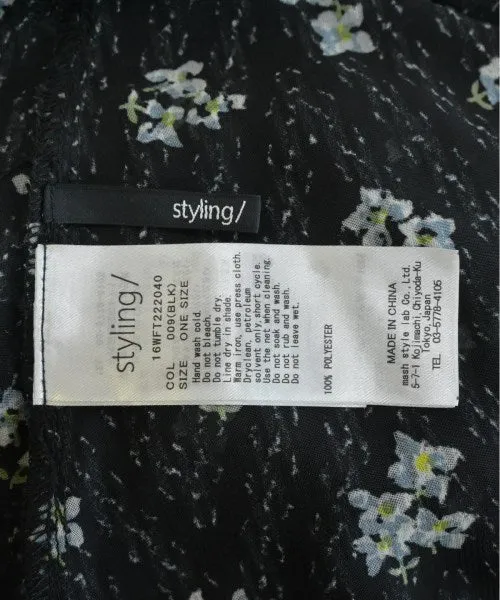 styling/
styling/
16WFT222040
COL 009(BLK)
SIZE ONE SIZE
Hand wash cold.
Do not bleach.
Do not tumble dry.
Line dry in shade.
Warm iron, use press cloth.
Dryclean, petroleum
solvent only,short cycle.
Use the net when cleaning.
Do not soak and wash.
Do not rub and wash.
Do not leave wet.
100% POLYESTER
MADE IN CHINA
mash style lab Co.,Ltd.
5-7-1 Kojimachi,Chiyoda-Ku
Tokyo,Japan
TEL 03-5778-4105